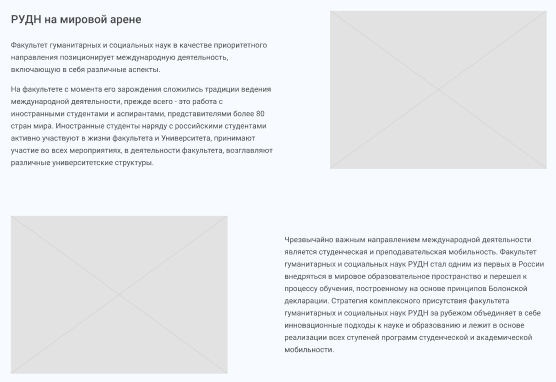 РУДН на мировой арене
Факультет гуманитарных и социальных наук в качестве приоритетного
направления позиционирует международную деятельность,
включающую в себя различные аспекты.
На факультете с момента его зарождения сложились традиции ведения
международной деятельности, прежде всего - это работа с
иностранными студентами и аспирантами, представителями более 80
стран мира. Иностранные студенты наряду с российскими студентами
активно участвуют в жизни факультета и Университета, принимают
участие во всех мероприятиях, в деятельности факультета, возглавляют
различные университетские структуры.
Чрезвычайно важным направлением международной деятельности
является студенческая и преподавательская мобильность. Факультет
гуманитарных и социальных наук РУДН стал одним из первых в России
внедряться в мировое образовательное пространство и перешел к
процессу обучения, построенному на основе принципов Болонской
декларации. Стратегия комплексного присутствия факультета
гуманитарных и социальных наук РУДН за рубежом объединяет в себе
инновационные подходы к науке и образованию и лежит в основе
реализации всех ступеней программ студенческой и академической
мобильности.